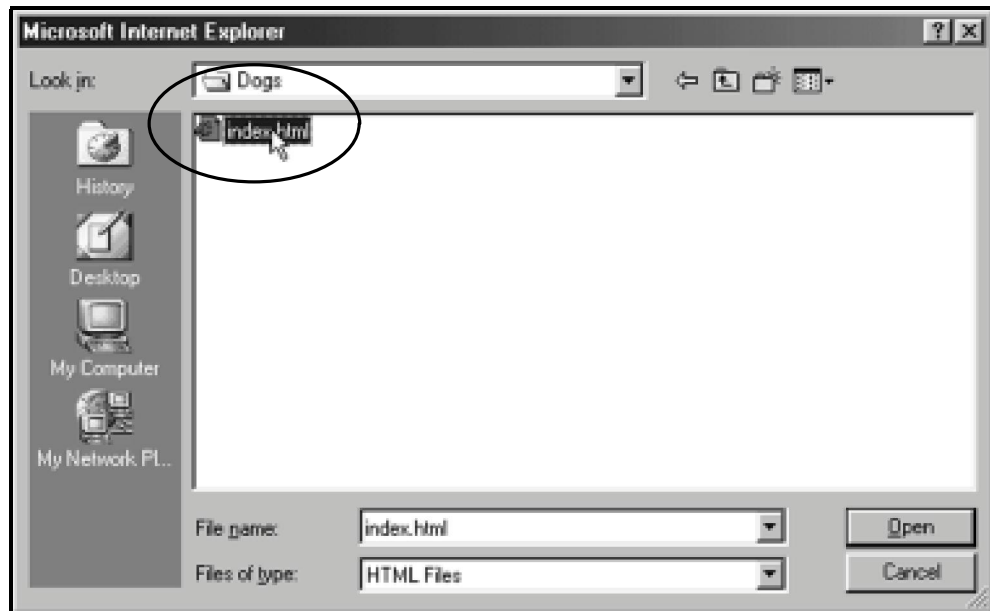 Microsoft Internet Explorer
Look in:
Dogs
index.html
History
Desktop
My Computer
My Network Pl...
File name:
index.html
Open
Files of type:
HTML Files
Cancel